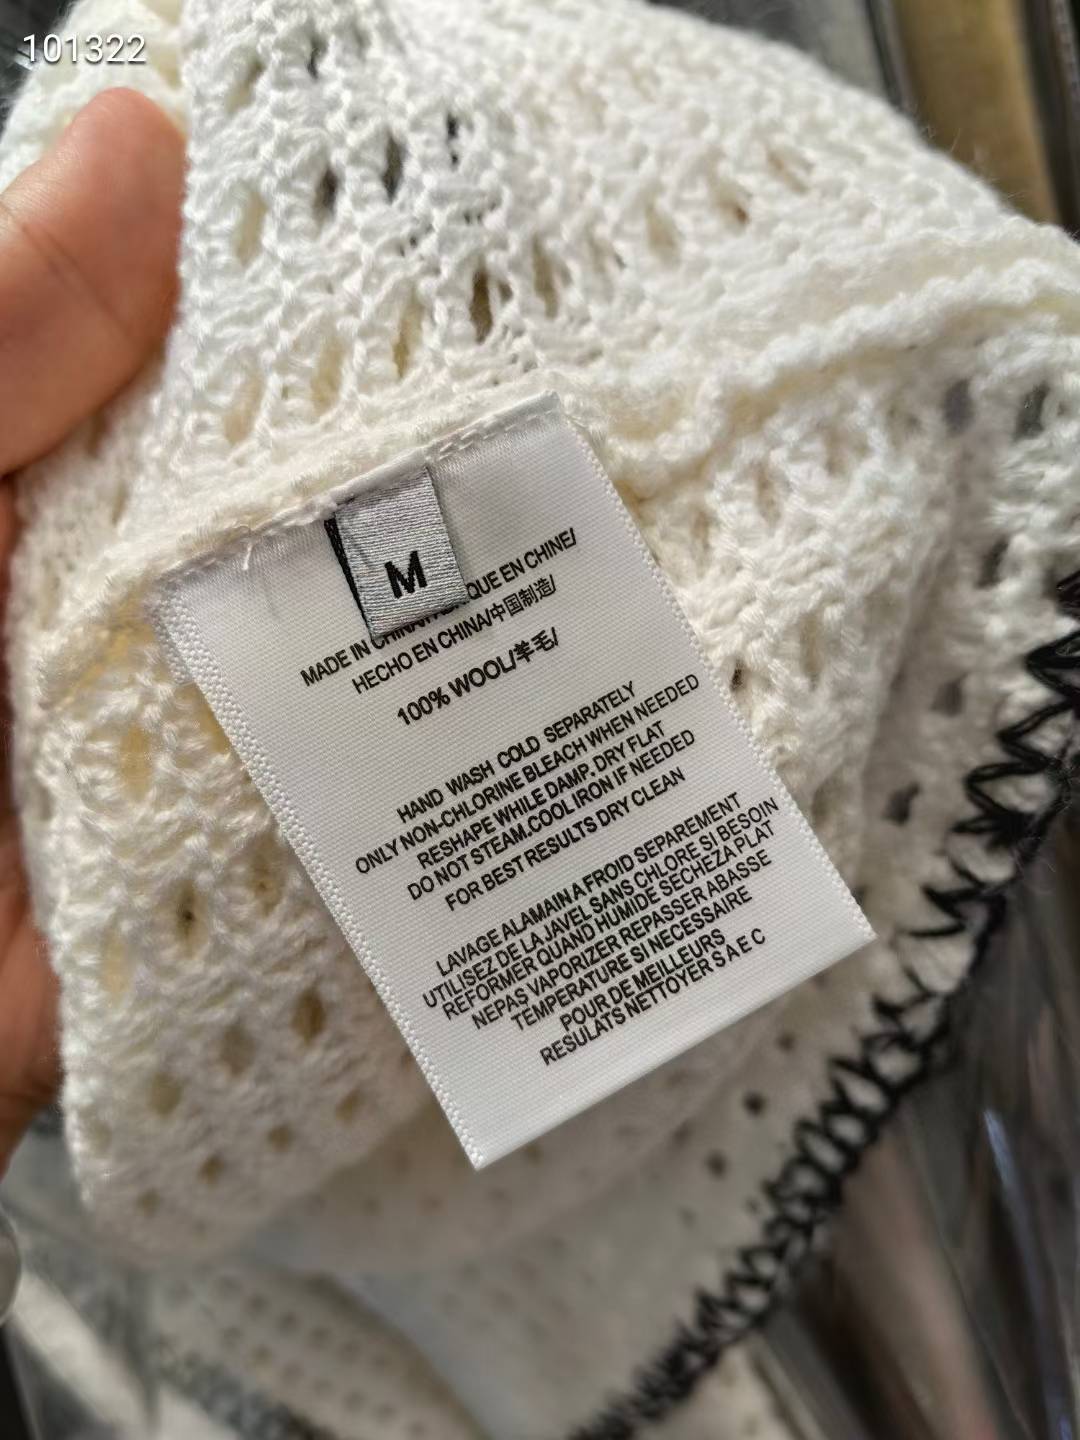 101322
M
MADE IN CHINA/ QUE EN CHINE/
HECHO EN CHINA/中国制造/
100% WOOL/羊毛/
HAND WASH COLD SEPARATELY
ONLY NON-CHLORINE BLEACH WHEN NEEDED
RESHAPE WHILE DAMP. DRY FLAT
DO NOT STEAM.COOL IRON IF NEEDED
FOR BEST RESULTS DRY CLEAN
LAVAGE ALAMAIN A FROID SEPAREMENT
UTILISEZ DE LA JAVEL SANS CHLORE SI BESOIN
REFORMER QUAND HUMIDE SECHEZA PLAT
NEPAS VAPORIZER REPASSER ABASSE
TEMPERATURE SI NECESSAIRE
POUR DE MEILLEURS
RESULATS NETTOYER S A E C